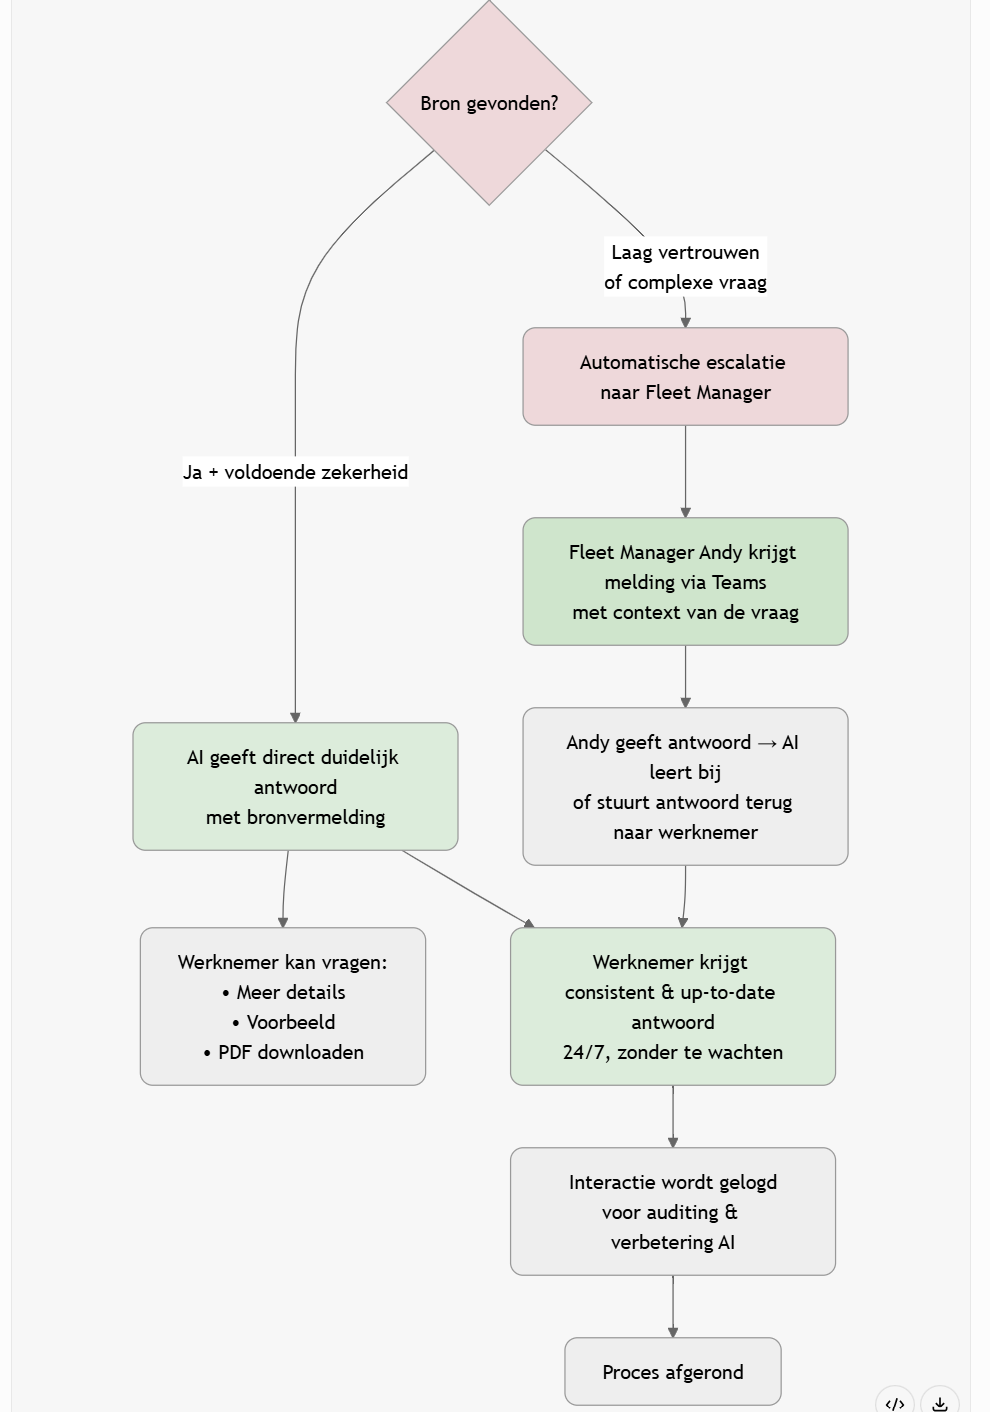 Bron gevonden?
Laag vertrouwen
of complexe vraag
Automatische escalatie
naar Fleet Manager
Ja + voldoende zekerheid
Fleet Manager Andy krijgt
melding via Teams
met context van de vraag
AI geeft direct duidelijk
antwoord
met bronvermelding
Andy geeft antwoord → AI
leert bij
of stuurt antwoord terug
naar werknemer
Werknemer kan vragen:
• Meer details
• Voorbeeld
• PDF downloaden
Werknemer krijgt
consistent & up-to-date
antwoord
24/7, zonder te wachten
Interactie wordt gelogd
voor auditing &
verbetering AI
Proces afgerond